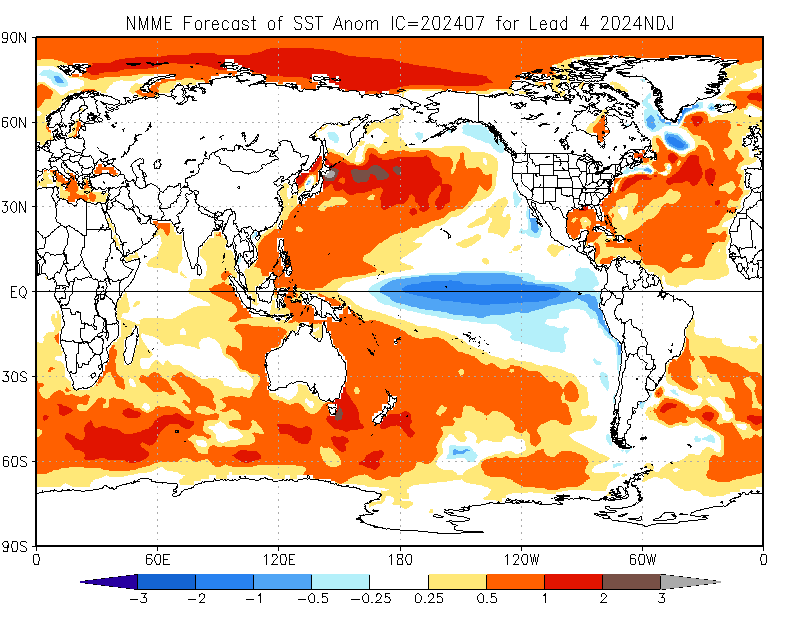 NMME Forecast of SST Anom IC=202407 for Lead 4 2024NDJ
90N
60N
30N
EQ
30S
60S
90S
0 60E 120E 180 120W 60W 0
-3 -2 -1 -0.5 -0.25 0.25 0.5 1 2 3